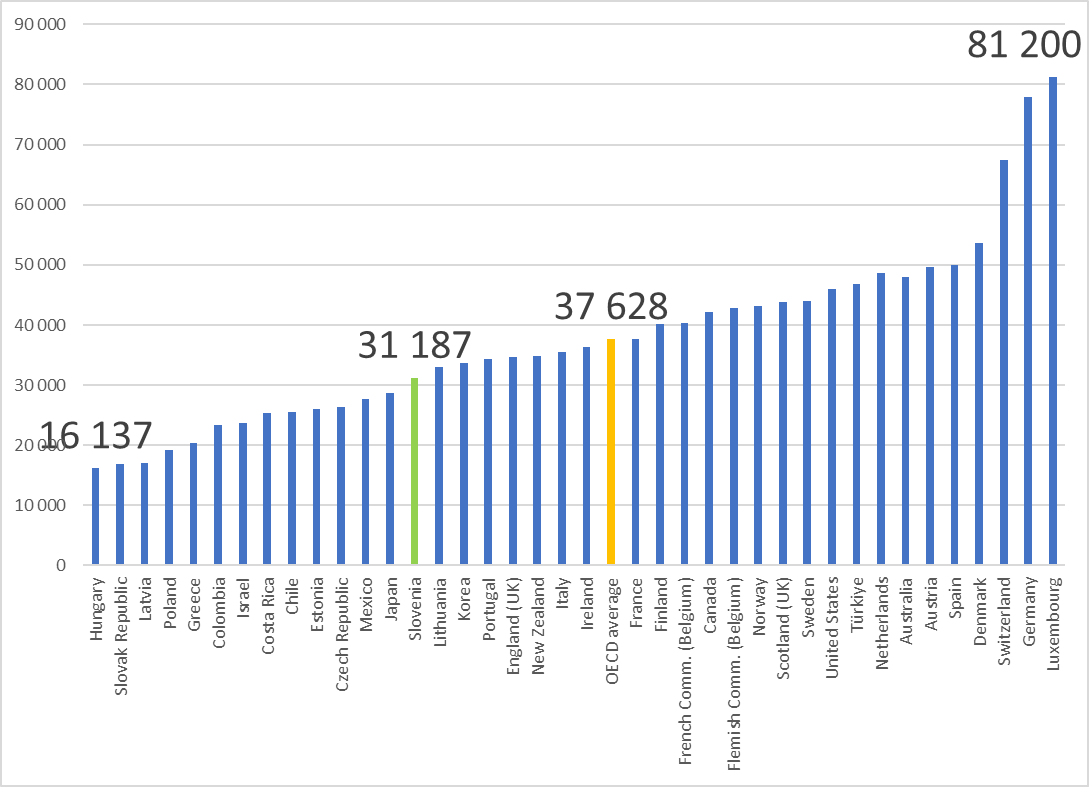 90 000
81 200
80 000
70 000
60 000
50 000
40 000
37 628
31 187
30 000
16 137
20 000
10 000
0
Hungary
Slovak Republic
Latvia
Poland
Greece
Colombia
Israel
Costa Rica
Chile
Estonia
Czech Republic
Mexico
Japan
Slovenia
Lithuania
Korea
Portugal
England (UK)
New Zealand
Italy
Ireland
OECD average
France
Finland
French Comm. (Belgium)
Canada
Flemish Comm. (Belgium)
Norway
Scotland (UK)
Sweden
United States
Türkiye
Netherlands
Australia
Austria
Spain
Denmark
Switzerland
Germany
Luxembourg